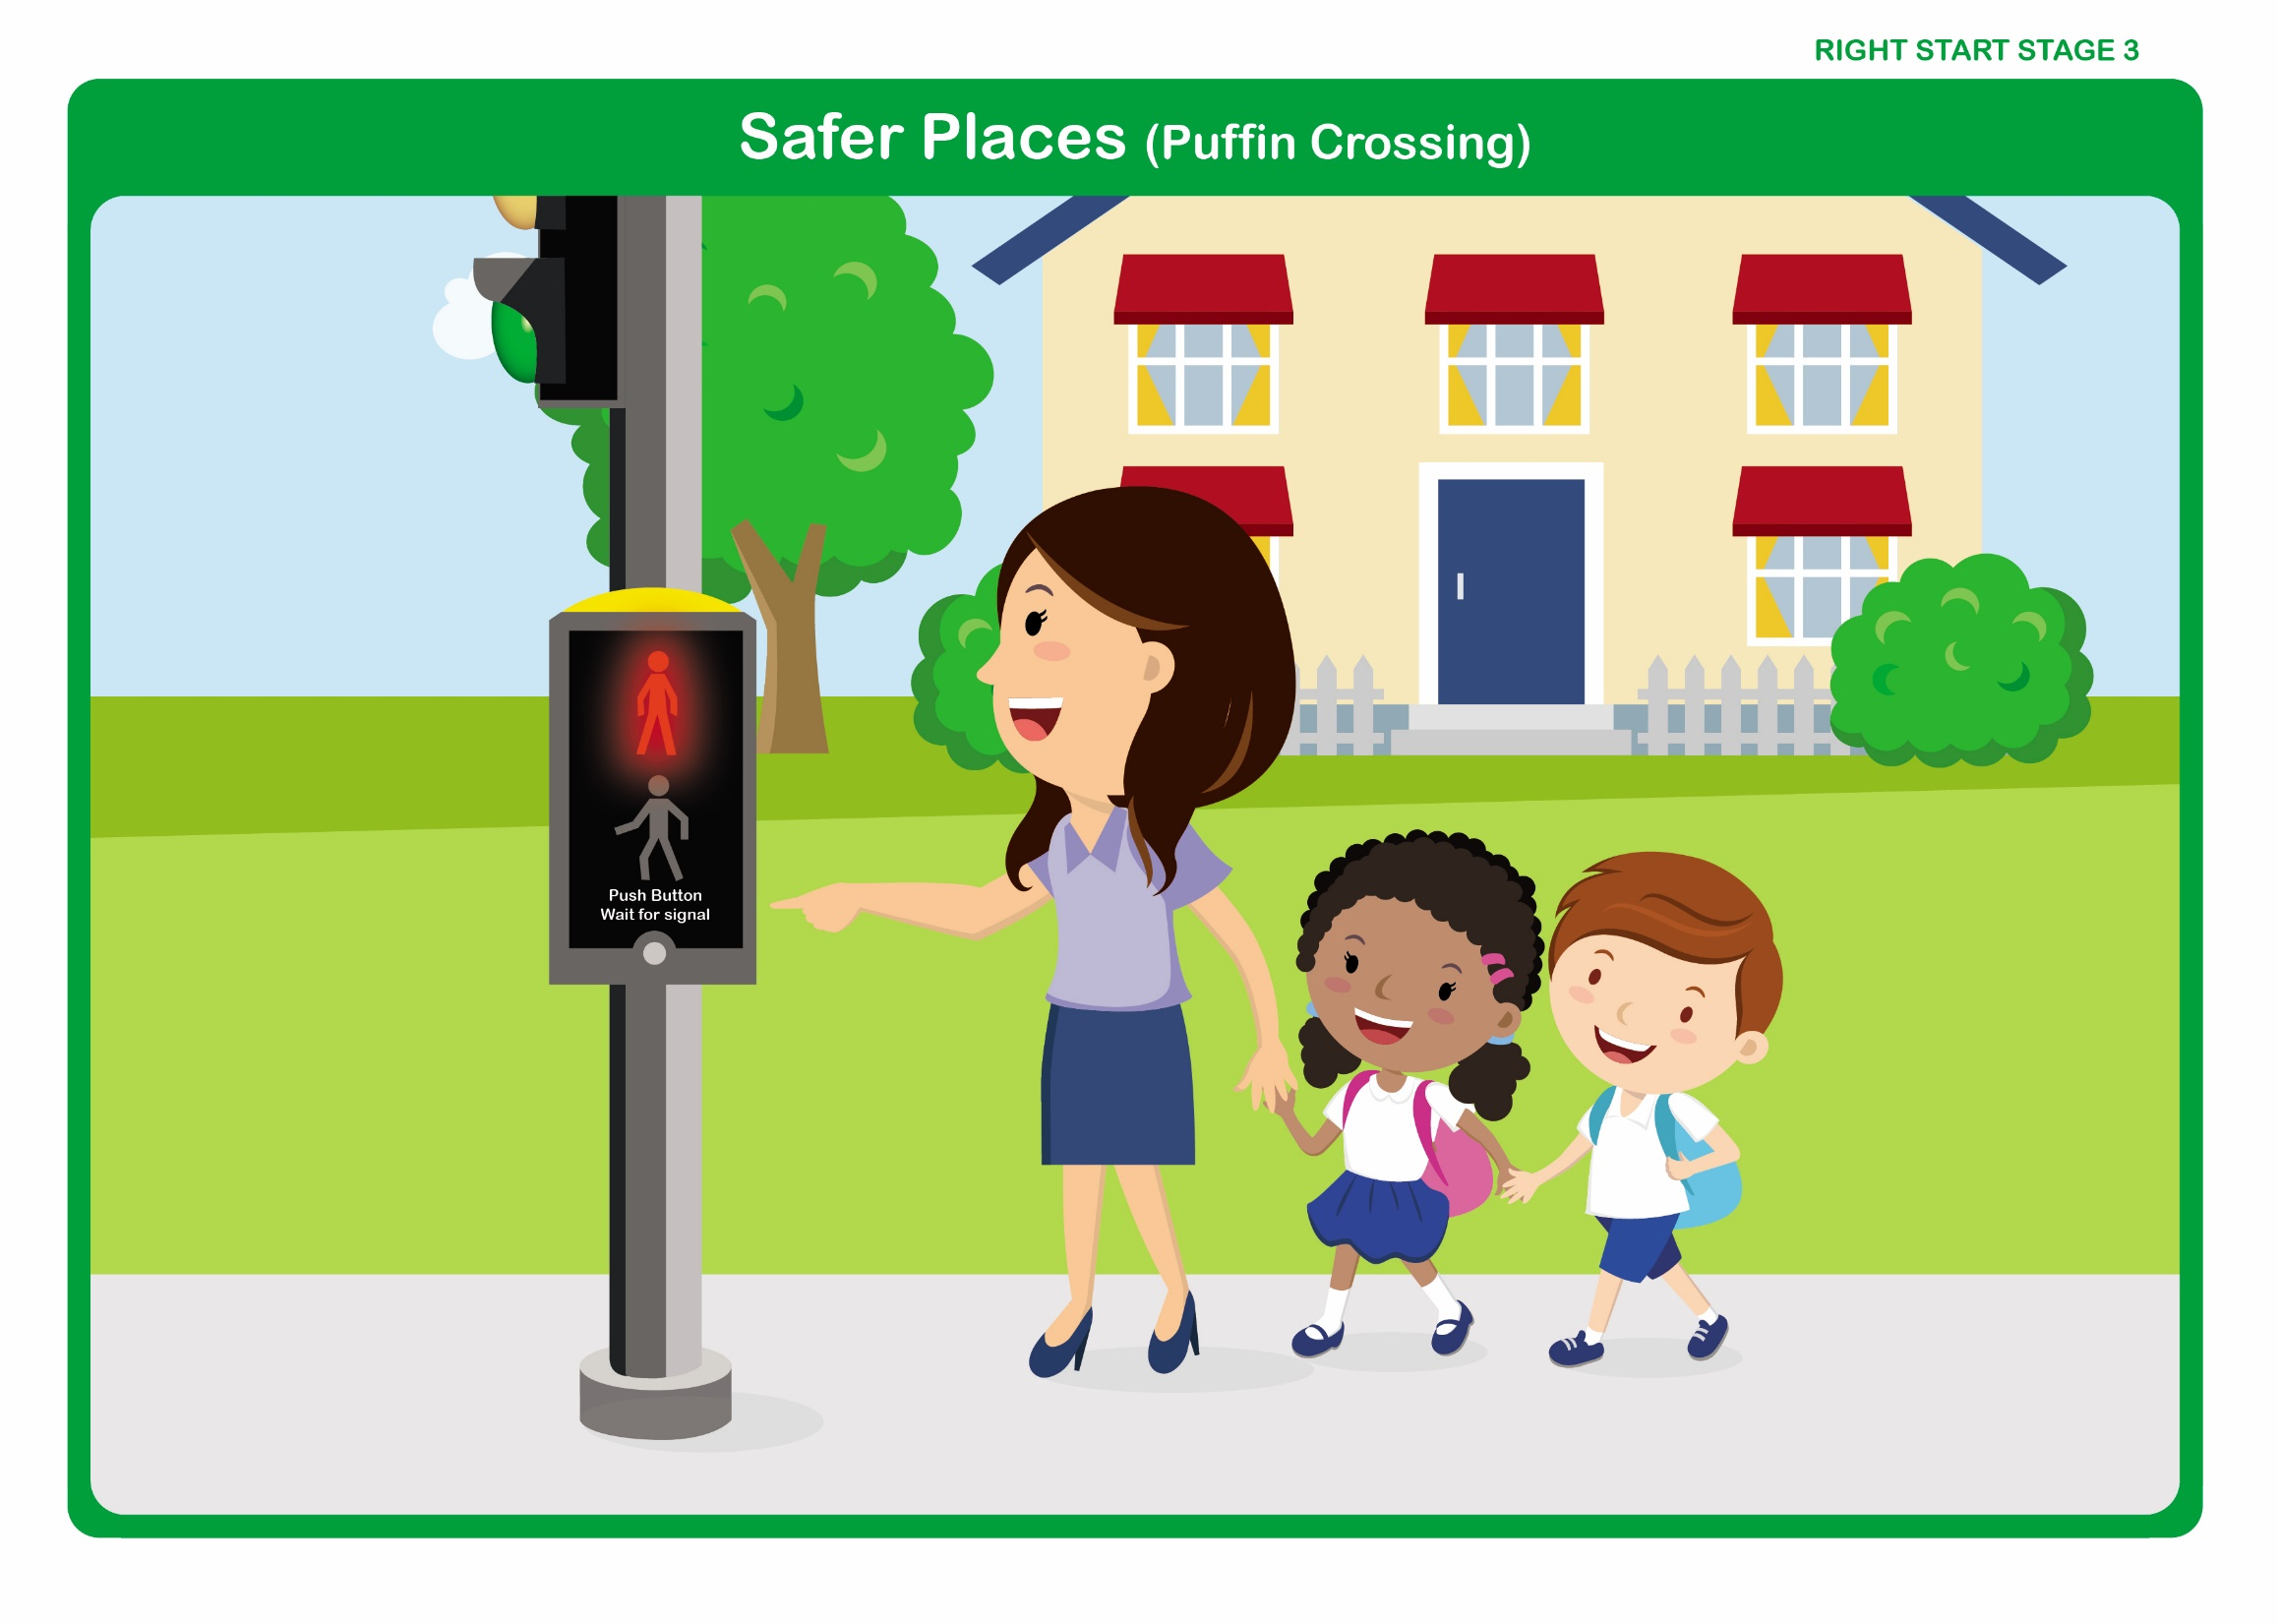 RIGHT START STAGE 3
Safer Places (Puffin Crossing)
Push Button
Wait for signal